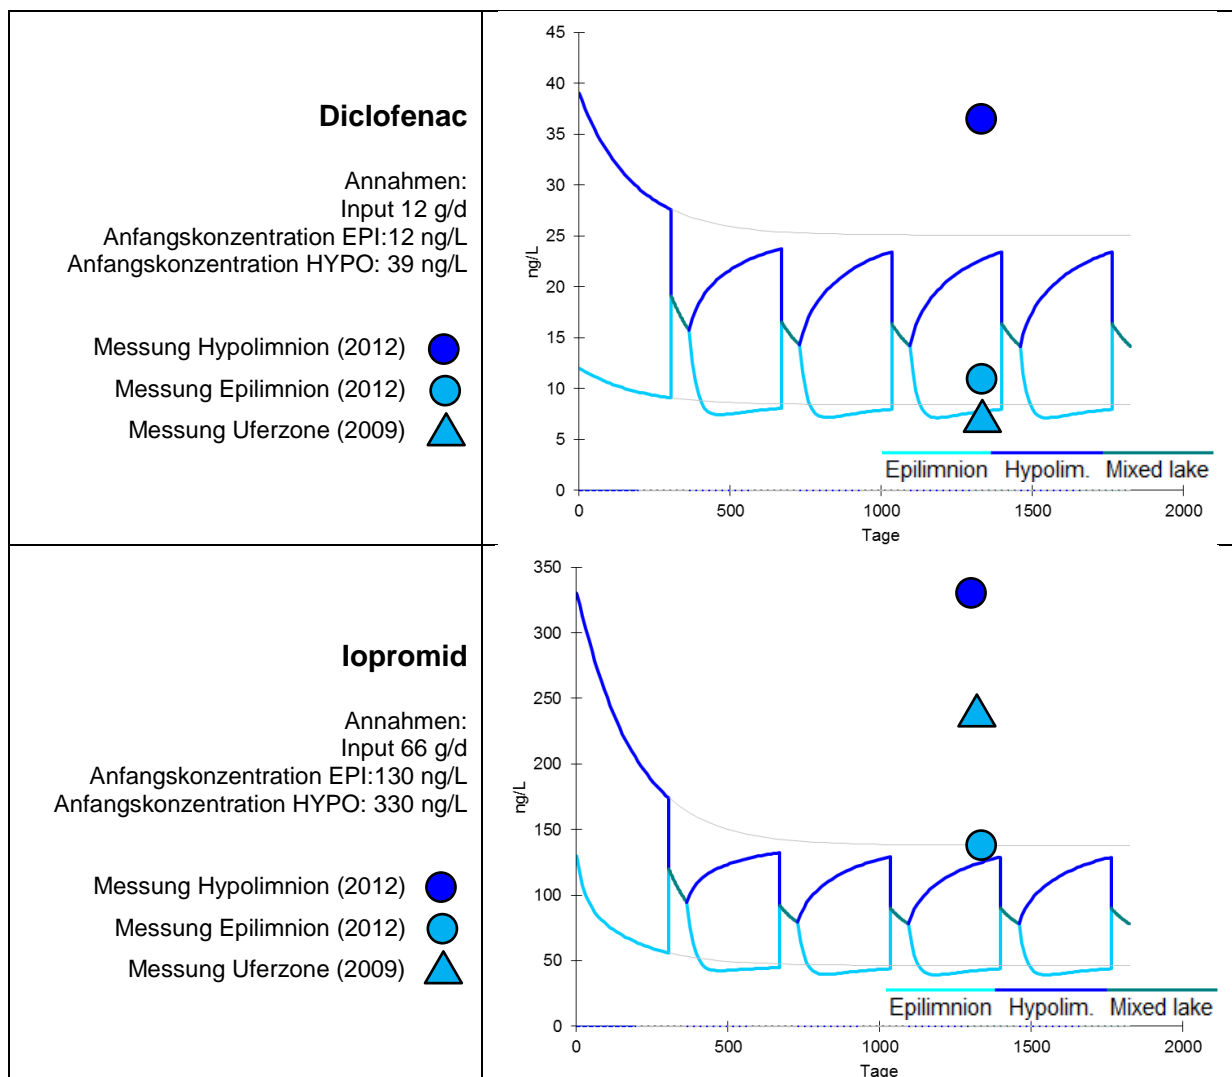 Diclofenac
Annahmen:
Input 12 g/d
Anfangskonzentration EPI:12 ng/L
Anfangskonzentration HYPO: 39 ng/L
Messung Hypolimnion (2012)
Messung Epilimnion (2012)
Messung Uferzone (2009)
45
40
35
30
25
20
15
10
5
0
ng/L
Epilimnion Hypolim. Mixed lake
0 500 1000 1500 2000
Tage
Iopromid
Annahmen:
Input 66 g/d
Anfangskonzentration EPI:130 ng/L
Anfangskonzentration HYPO: 330 ng/L
Messung Hypolimnion (2012)
Messung Epilimnion (2012)
Messung Uferzone (2009)
350
300
250
200
150
100
50
0
ng/L
Epilimnion Hypolim. Mixed lake
0 500 1000 1500 2000
Tage